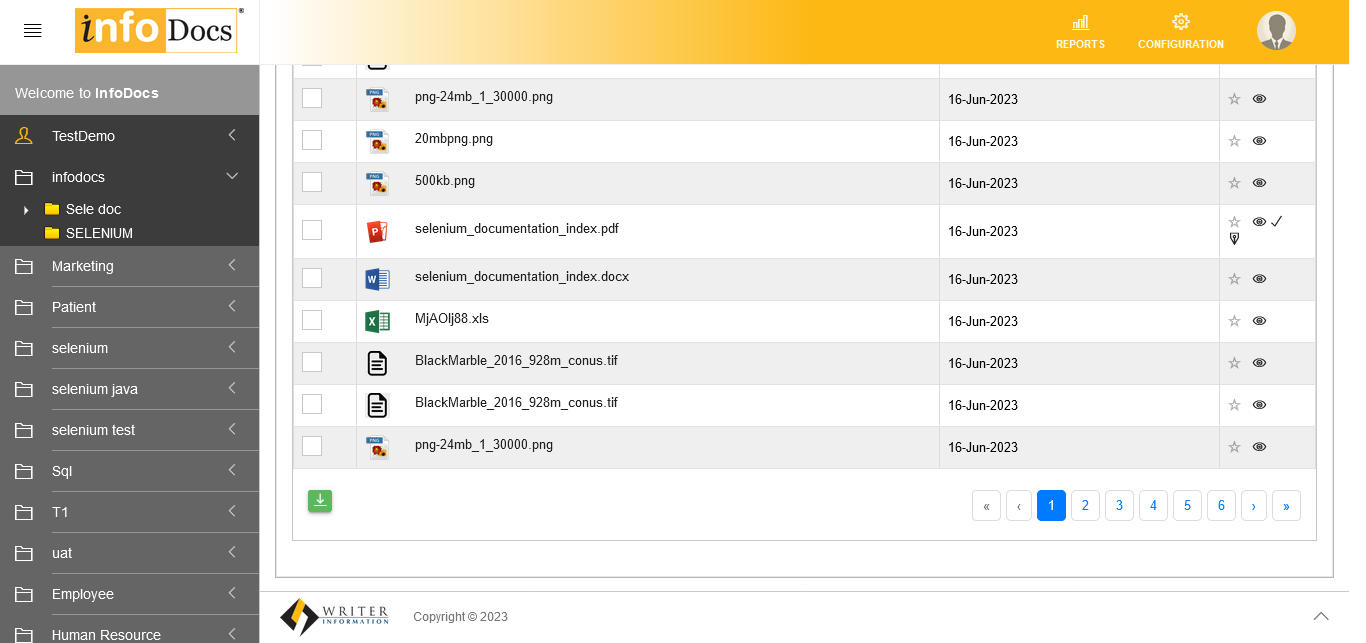 infoDocs®
REPORTS
CONFIGURATION
Welcome to InfoDocs
TestDemo
infodocs
Sele doc
SELENIUM
Marketing
Patient
selenium
selenium java
selenium test
Sql
T1
uat
Employee
Human Resource
png-24mb_1_30000.png 16-Jun-2023
20mbpng.png 16-Jun-2023
500kb.png 16-Jun-2023
selenium_documentation_index.pdf 16-Jun-2023
selenium_documentation_index.docx 16-Jun-2023
MjAOlj88.xls 16-Jun-2023
BlackMarble_2016_928m_conus.tif 16-Jun-2023
BlackMarble_2016_928m_conus.tif 16-Jun-2023
png-24mb_1_30000.png 16-Jun-2023
« ‹ 1 2 3 4 5 6 › »
WRITER
INFORMATION
Copyright © 2023